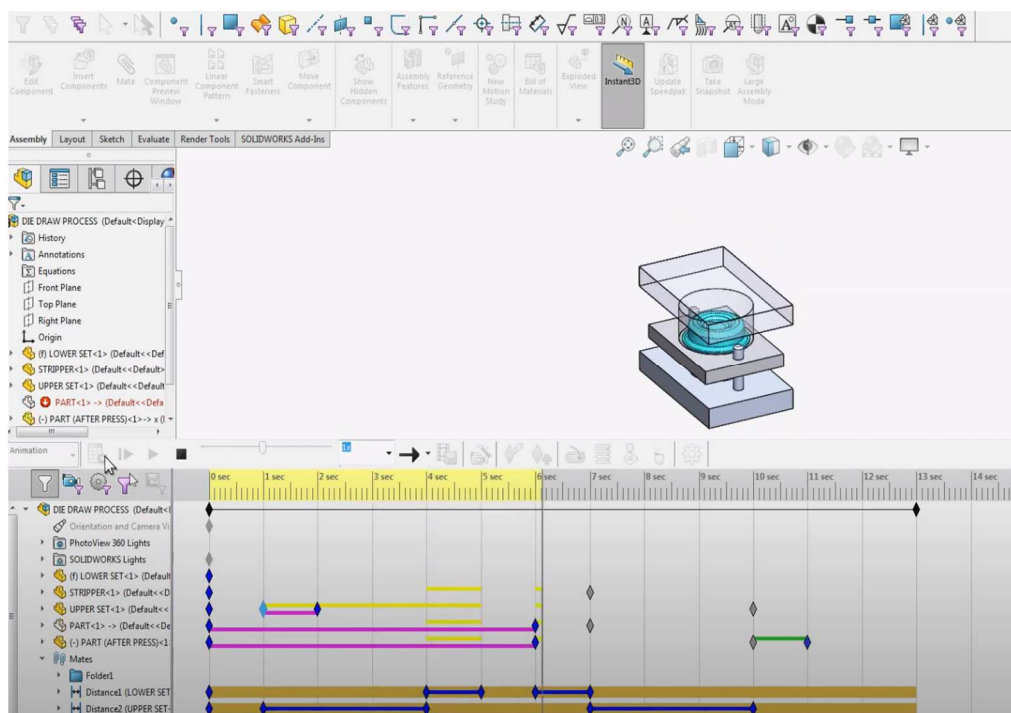 Edit Component
Insert Components
Mate
Component Preview Window
Linear Component Pattern
Smart Fasteners
Move Component
Show Hidden Components
Assembly Features
Reference Geometry
New Motion Study
Bill of Materials
Exploded View
Instant3D
Update Speedpak
Take Snapshot
Large Assembly Mode
Assembly Layout Sketch Evaluate Render Tools SOLIDWORKS Add-Ins
DIE DRAW PROCESS (Default<Display
History
Annotations
Equations
Front Plane
Top Plane
Right Plane
Origin
(f) LOWER SET<1> (Default<<Def
STRIPPER<1> (Default<<Default>
UPPER SET<1> (Default<<Default
PART<1> -> (Default<<Defa
(-) PART (AFTER PRESS)<1>-> x (I
Animation
1x
0 sec 1 sec 2 sec 3 sec 4 sec 5 sec 6 sec 7 sec 8 sec 9 sec 10 sec 11 sec 12 sec 13 sec 14 sec
DIE DRAW PROCESS (Default<I
Orientation and Camera Vi
PhotoView 360 Lights
SOLIDWORKS Lights
(f) LOWER SET<1> (Default
STRIPPER<1> (Default<<D
UPPER SET<1> (Default<<
PART<1> -> (Default<<De
(-) PART (AFTER PRESS)<1>
Mates
Folder1
Distance1 (LOWER SET
Distance2 (UPPER SET-